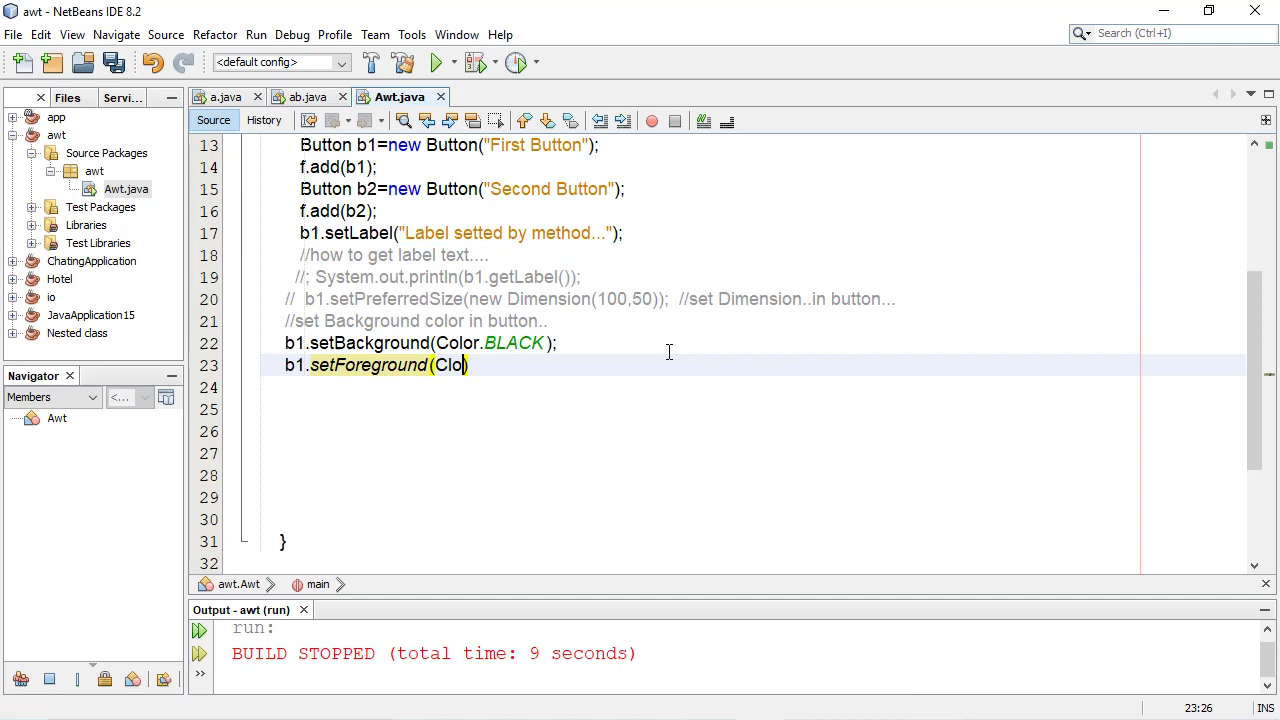 awt - NetBeans IDE 8.2
File Edit View Navigate Source Refactor Run Debug Profile Team Tools Window Help
Search (Ctrl+I)
<default config>
Files Servi...
a.java ab.java Awt.java
Source History
app
awt
Source Packages
awt
Awt.java
Test Packages
Libraries
Test Libraries
ChatingApplication
Hotel
io
JavaApplication15
Nested class
Navigator
Members <...
Awt
13 Button b1=new Button("First Button");
14 f.add(b1);
15 Button b2=new Button("Second Button");
16 f.add(b2);
17 b1.setLabel("Label setted by method...");
18 //how to get label text....
19 //; System.out.println(b1.getLabel());
20 // b1.setPreferredSize(new Dimension(100,50)); //set Dimension..in button...
21 //set Background color in button..
22 b1.setBackground(Color.BLACK);
23 b1.setForeground(Clo)
24
25
26
27
28
29
30
31 }
32
awt.Awt main
Output - awt (run)
run:
BUILD STOPPED (total time: 9 seconds)
23:26 INS